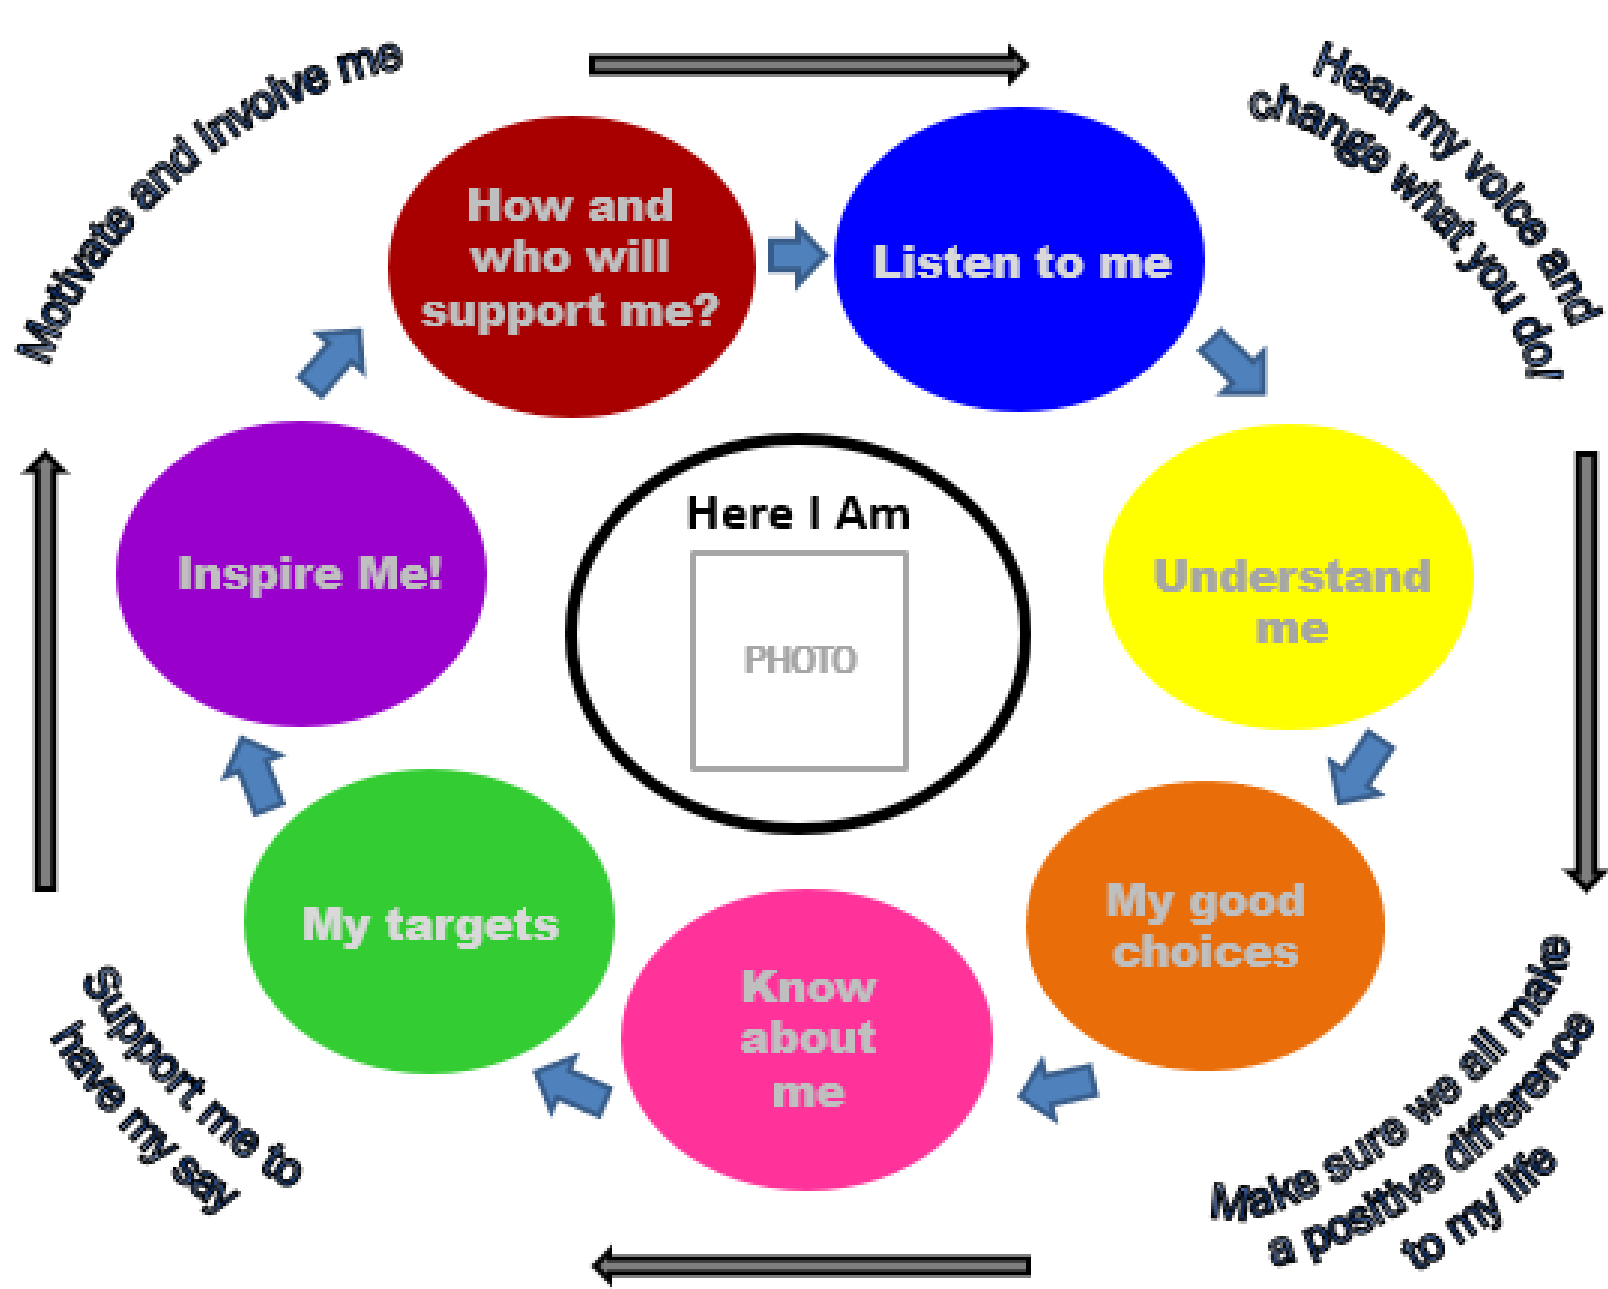 Motivate and involve me
Hear my voice and
change what you do!
How and
who will
support me?
Listen to me
Here I Am
PHOTO
Inspire Me!
Understand
me
My targets
My good
choices
Know
about
me
Support me to
have my say
Make sure we all make
a positive difference
to my life